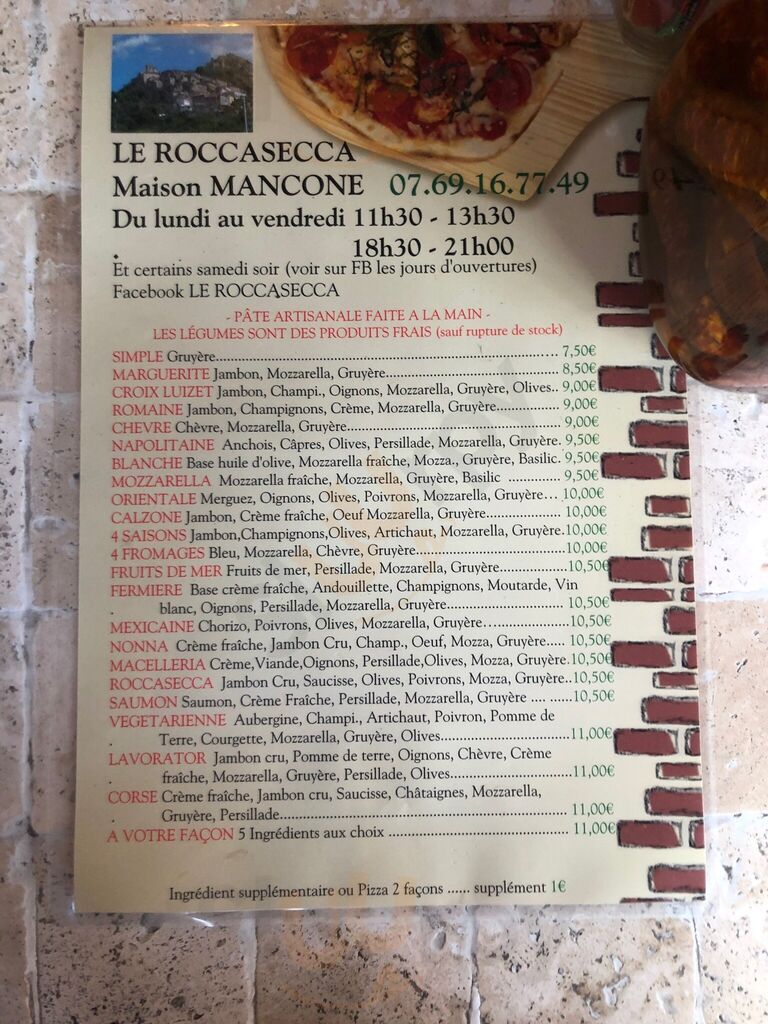 LE ROCCASECCA
Maison MANCONE 07.69.16.77.49
Du lundi au vendredi 11h30 - 13h30
. 18h30 - 21h00
Et certains samedi soir (voir sur FB les jours d'ouvertures)
Facebook LE ROCCASECCA
- PÂTE ARTISANALE FAITE A LA MAIN -
LES LÉGUMES SONT DES PRODUITS FRAIS (sauf rupture de stock)
SIMPLE Gruyère.......................................................................... 7,50€
MARGUERITE Jambon, Mozzarella, Gruyère...................................... 8,50€
CROIX LUIZET Jambon, Champi., Oignons, Mozzarella, Gruyère, Olives.. 9,00€
ROMAINE Jambon, Champignons, Crème, Mozzarella, Gruyère............... 9,00€
CHEVRE Chèvre, Mozzarella, Gruyère............................................... 9,00€
NAPOLITAINE Anchois, Câpres, Olives, Persillade, Mozzarella, Gruyère. 9,50€
BLANCHE Base huile d'olive, Mozzarella fraîche, Mozza., Gruyère, Basilic. 9,50€
MOZZARELLA Mozzarella fraîche, Mozzarella, Gruyère, Basilic ............. 9,50€
ORIENTALE Merguez, Oignons, Olives, Poivrons, Mozzarella, Gruyère... 10,00€
CALZONE Jambon, Crème fraîche, Oeuf Mozzarella, Gruyère.................. 10,00€
4 SAISONS Jambon,Champignons,Olives, Artichaut, Mozzarella, Gruyère.10,00€
4 FROMAGES Bleu, Mozzarella, Chèvre, Gruyère.................................10,00€
FRUITS DE MER Fruits de mer, Persillade, Mozzarella, Gruyère................ 10,50€
FERMIERE Base crème fraîche, Andouillette, Champignons, Moutarde, Vin
. blanc, Oignons, Persillade, Mozzarella, Gruyère.......................... 10,50€
MEXICAINE Chorizo, Poivrons, Olives, Mozzarella, Gruyère...................10,50€
NONNA Crème fraîche, Jambon Cru, Champ., Oeuf, Mozza, Gruyère..... 10,50€
MACELLERIA Crème,Viande,Oignons, Persillade,Olives, Mozza, Gruyère.10,50€
ROCCASECCA Jambon Cru, Saucisse, Olives, Poivrons, Mozza, Gruyère..10,50€
SAUMON Saumon, Crème Fraîche, Persillade, Mozzarella, Gruyère .... ......10,50€
VEGETARIENNE Aubergine, Champi., Artichaut, Poivron, Pomme de
. Terre, Courgette, Mozzarella, Gruyère, Olives............................11,00€
LAVORATOR Jambon cru, Pomme de terre, Oignons, Chèvre, Crème
. fraîche, Mozzarella, Gruyère, Persillade, Olives..........................11,00€
CORSE Crème fraîche, Jambon cru, Saucisse, Châtaignes, Mozzarella,
Gruyère, Persillade............................................................. 11,00€
A VOTRE FAÇON 5 Ingrédients aux choix ....................................... 11,00€
Ingrédient supplémentaire ou Pizza 2 façons ...... supplément 1€